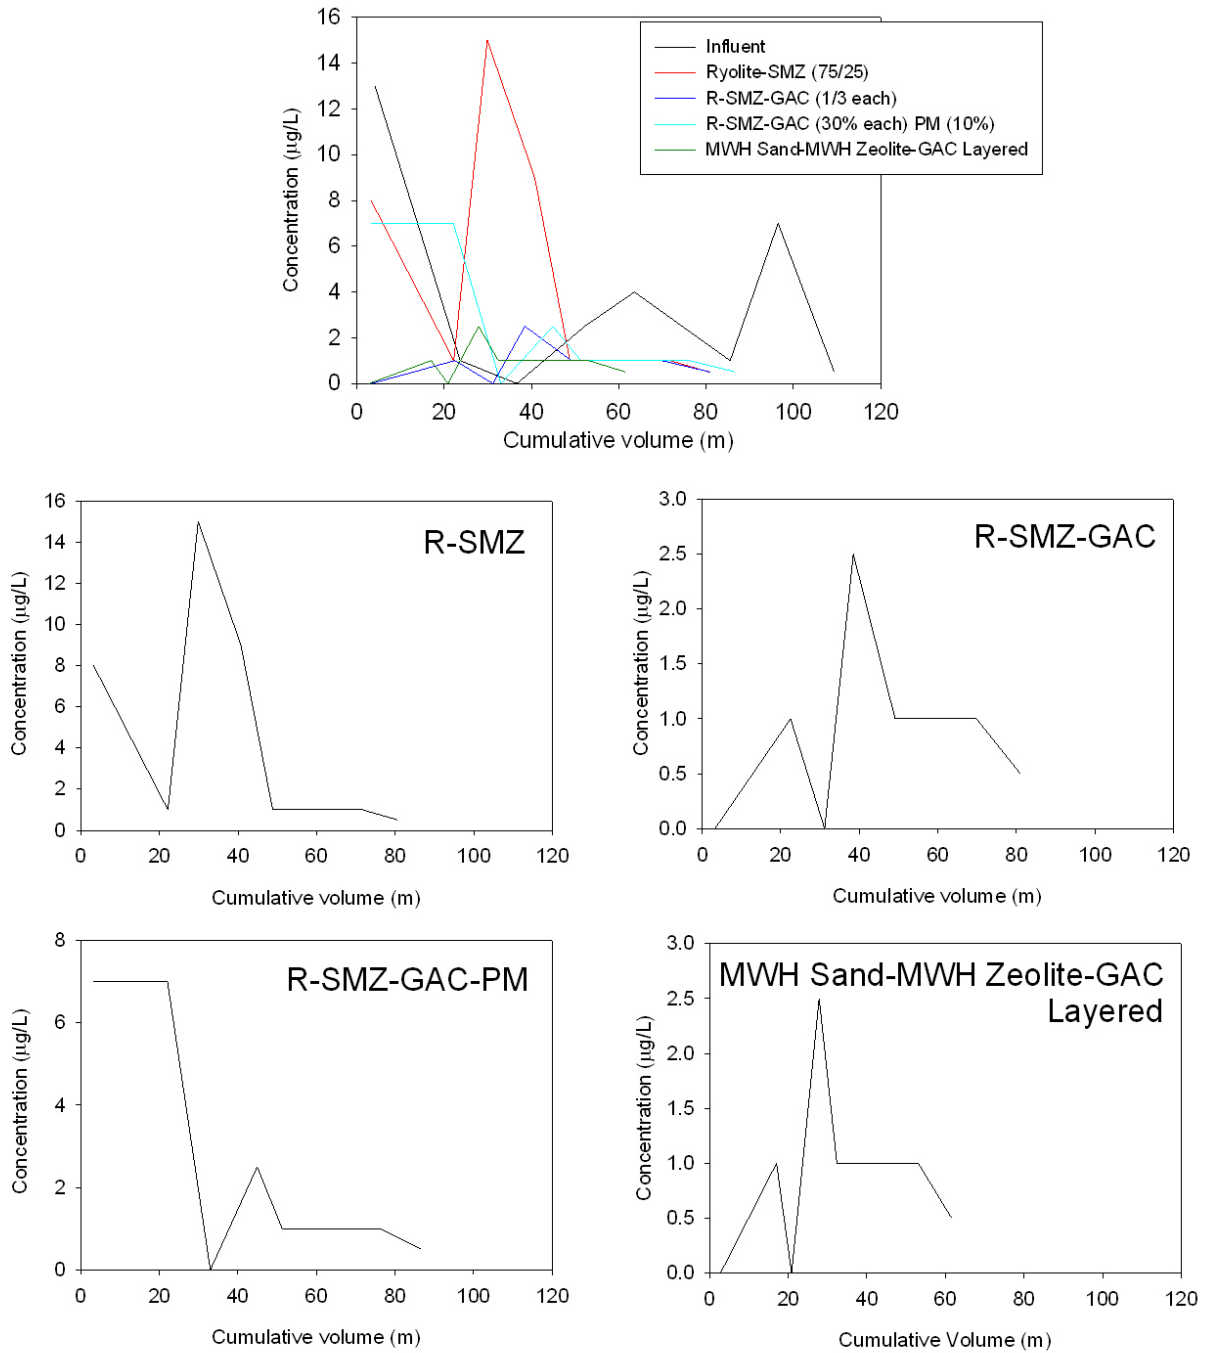 16
14
12
10
8
6
4
2
0
Concentration (µg/L)
Influent
Ryolite-SMZ (75/25)
R-SMZ-GAC (1/3 each)
R-SMZ-GAC (30% each) PM (10%)
MWH Sand-MWH Zeolite-GAC Layered
0 20 40 60 80 100 120
Cumulative volume (m)
R-SMZ
16
14
12
10
8
6
4
2
0
Concentration (µg/L)
0 20 40 60 80 100 120
Cumulative volume (m)
R-SMZ-GAC
3.0
2.5
2.0
1.5
1.0
0.5
0.0
Concentration (µg/L)
0 20 40 60 80 100 120
Cumulative volume (m)
R-SMZ-GAC-PM
8
6
4
2
0
Concentration (µg/L)
0 20 40 60 80 100 120
Cumulative volume (m)
MWH Sand-MWH Zeolite-GAC
Layered
3.0
2.5
2.0
1.5
1.0
0.5
0.0
Concentration (µg/L)
0 20 40 60 80 100 120
Cumulative Volume (m)